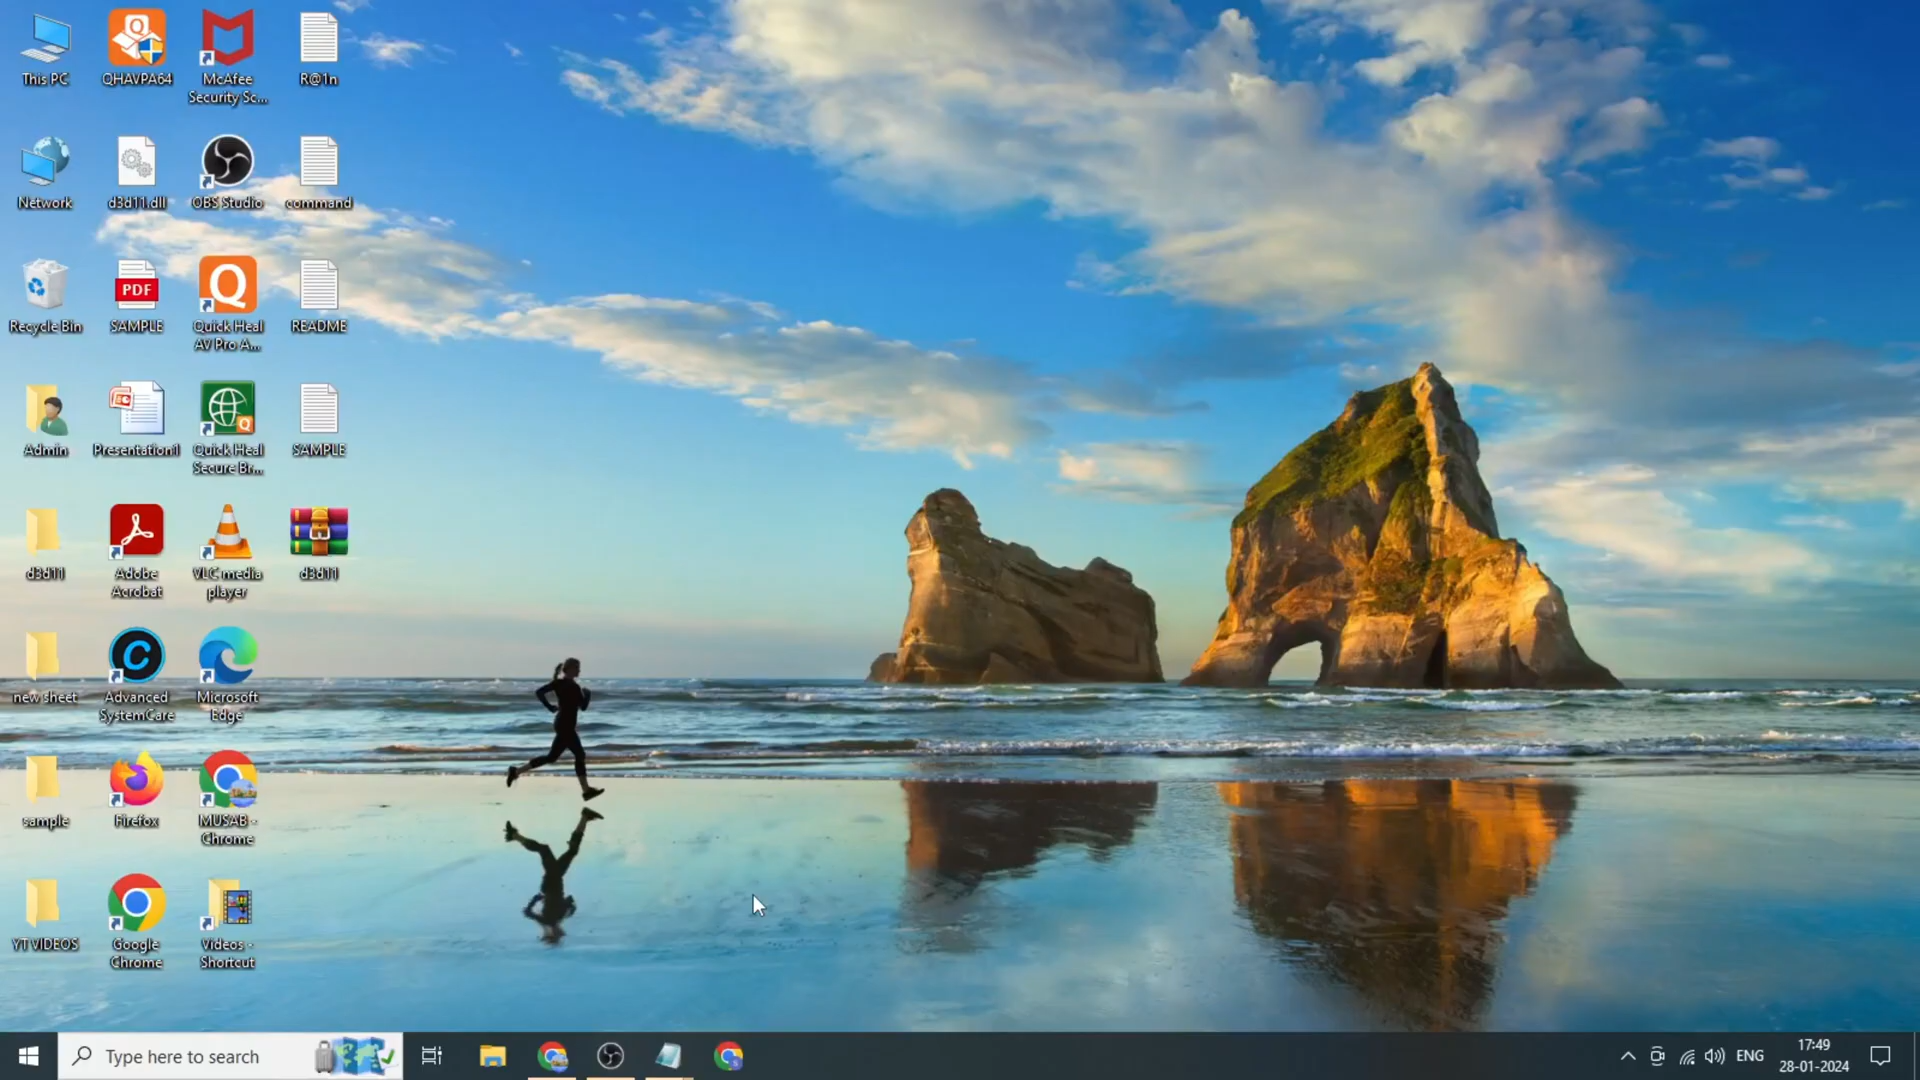 This PC
QHAVPA64
McAfee
Security Sc...
R@1n
Network
d3d11.dll
OBS Studio
command
Recycle Bin
PDF
SAMPLE
Quick Heal
AV Pro A...
README
Admin
Presentation1
Quick Heal
Secure Br...
SAMPLE
d3d11
Adobe
Acrobat
VLC media
player
d3d11
new sheet
Advanced
SystemCare
Microsoft
Edge
sample
Firefox
MUSAB -
Chrome
YT VIDEOS
Google
Chrome
Videos -
Shortcut
Type here to search
ENG
17:49
28-01-2024